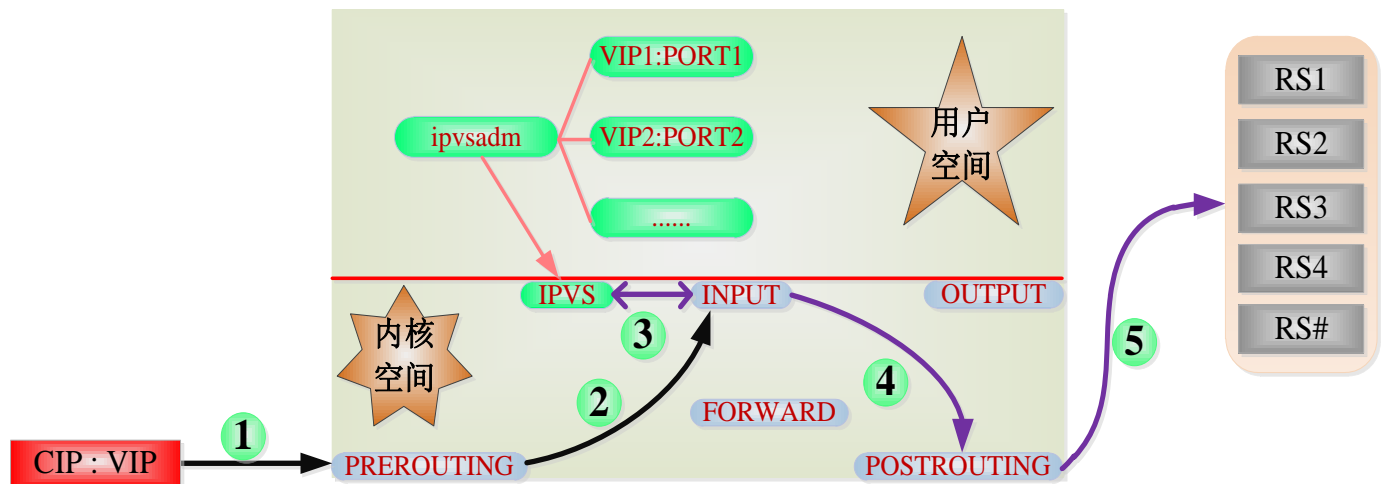 VIP1:PORT1
ipvsadm
VIP2:PORT2
......
用户
空间
RS1
RS2
RS3
RS4
RS#
IPVS
INPUT
OUTPUT
3
内核
空间
5
4
2
FORWARD
1
CIP : VIP
PREROUTING
POSTROUTING